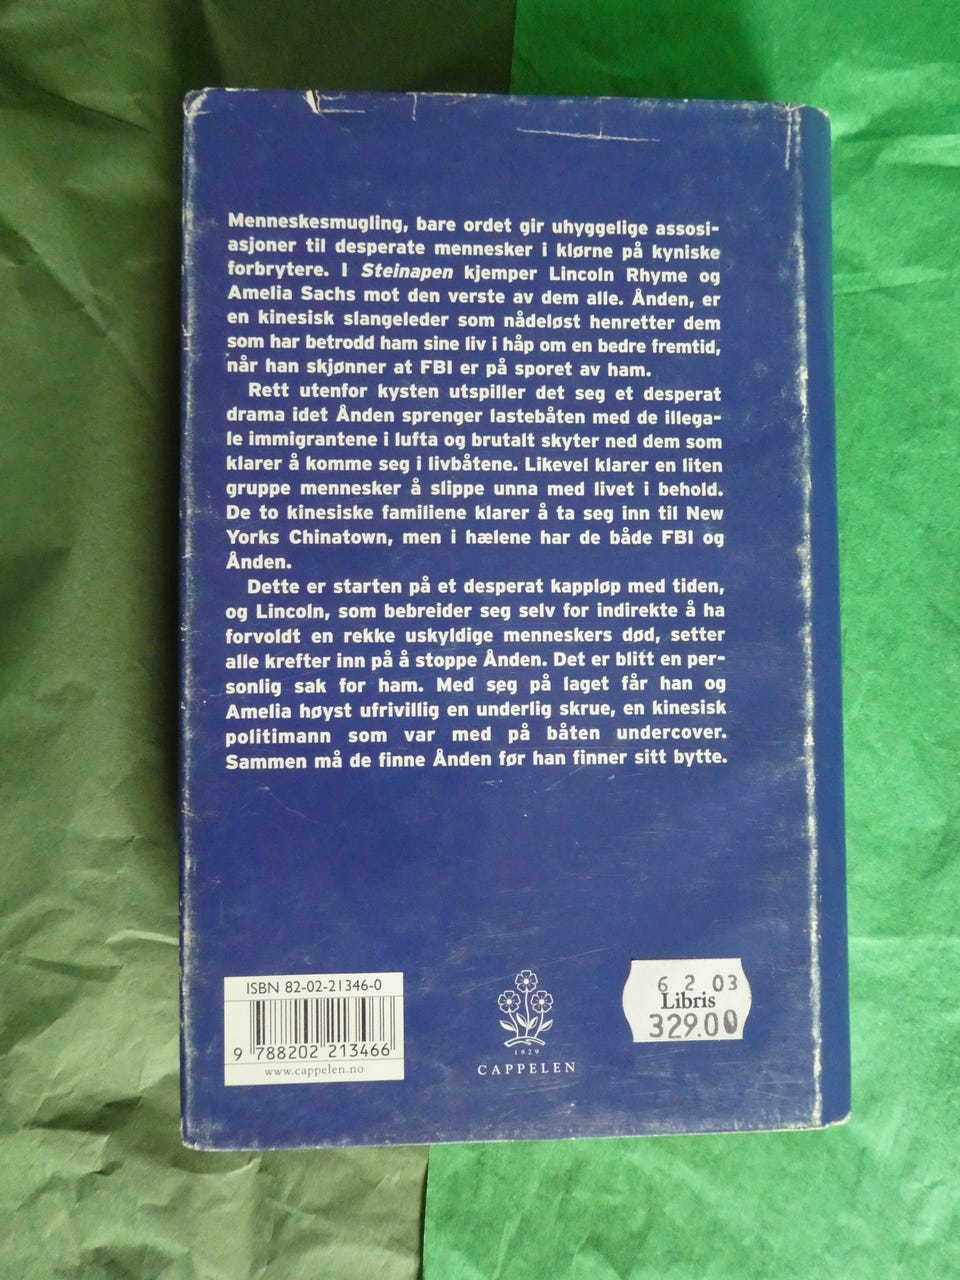 Menneskesmugling, bare ordet gir uhyggelige assosi-
asjoner til desperate mennesker i klørne på kyniske
forbrytere. I Steinapen kjemper Lincoln Rhyme og
Amelia Sachs mot den verste av dem alle. Ånden, er
en kinesisk slangeleder som nådeløst henretter dem
som har betrodd ham sine liv i håp om en bedre fremtid,
når han skjønner at FBI er på sporet av ham.
Rett utenfor kysten utspiller det seg et desperat
drama idet Ånden sprenger lastebåten med de illega-
le immigrantene i lufta og brutalt skyter ned dem som
klarer å komme seg i livbåtene. Likevel klarer en liten
gruppe mennesker å slippe unna med livet i behold.
De to kinesiske familiene klarer å ta seg inn til New
Yorks Chinatown, men i hælene har de både FBI og
Ånden.
Dette er starten på et desperat kappløp med tiden,
og Lincoln, som bebreider seg selv for indirekte å ha
forvoldt en rekke uskyldige menneskers død, setter
alle krefter inn på å stoppe Ånden. Det er blitt en per-
sonlig sak for ham. Med seg på laget får han og
Amelia høyst ufrivillig en underlig skrue, en kinesisk
politimann som var med på båten undercover.
Sammen må de finne Ånden før han finner sitt bytte.
ISBN 82-02-21346-0
9 788202 213466
www.cappelen.no
1829
CAPPELEN
6 2 03
Libris
329.00